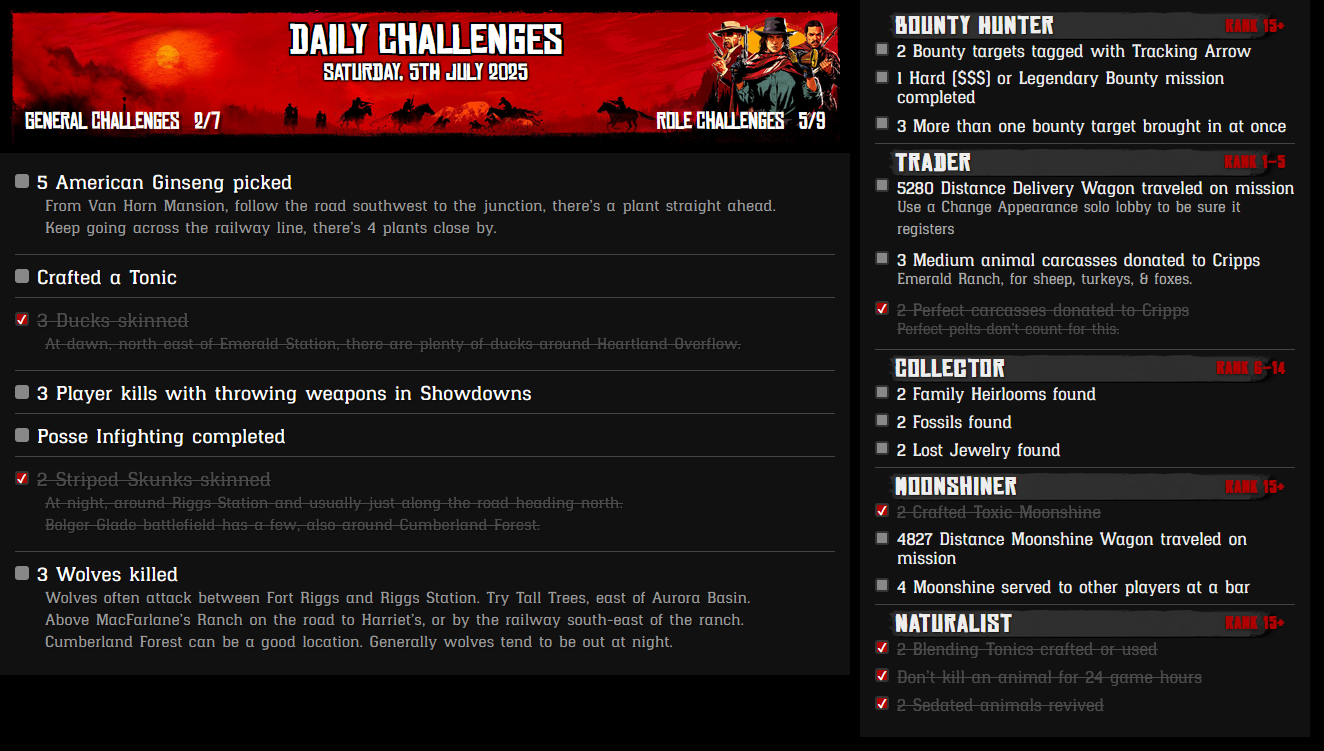 DAILY CHALLENGES
SATURDAY, 5TH JULY 2025
GENERAL CHALLENGES 2/7
ROLE CHALLENGES 5/9
5 American Ginseng picked
From Van Horn Mansion, follow the road southwest to the junction, there's a plant straight ahead.
Keep going across the railway line, there's 4 plants close by.
Crafted a Tonic
3 Ducks skinned
At dawn, north east of Emerald Station, there are plenty of ducks around Heartland Overflow.
3 Player kills with throwing weapons in Showdowns
Posse Infighting completed
2 Striped Skunks skinned
At night, around Riggs Station and usually just along the road heading north.
Bolger Glade battlefield has a few, also around Cumberland Forest.
3 Wolves killed
Wolves often attack between Fort Riggs and Riggs Station. Try Tall Trees, east of Aurora Basin.
Above MacFarlane's Ranch on the road to Harriet's, or by the railway south-east of the ranch.
Cumberland Forest can be a good location. Generally wolves tend to be out at night.
BOUNTY HUNTER RANK 15+
2 Bounty targets tagged with Tracking Arrow
1 Hard ($$$) or Legendary Bounty mission
completed
3 More than one bounty target brought in at once
TRADER RANK 1-5
5280 Distance Delivery Wagon traveled on mission
Use a Change Appearance solo lobby to be sure it
registers
3 Medium animal carcasses donated to Cripps
Emerald Ranch, for sheep, turkeys, & foxes.
2 Perfect carcasses donated to Cripps
Perfect pelts don't count for this.
COLLECTOR RANK 6-14
2 Family Heirlooms found
2 Fossils found
2 Lost Jewelry found
MOONSHINER RANK 15+
2 Crafted Toxic Moonshine
4827 Distance Moonshine Wagon traveled on
mission
4 Moonshine served to other players at a bar
NATURALIST RANK 15+
2 Blending Tonics crafted or used
Don't kill an animal for 24 game hours
2 Sedated animals revived